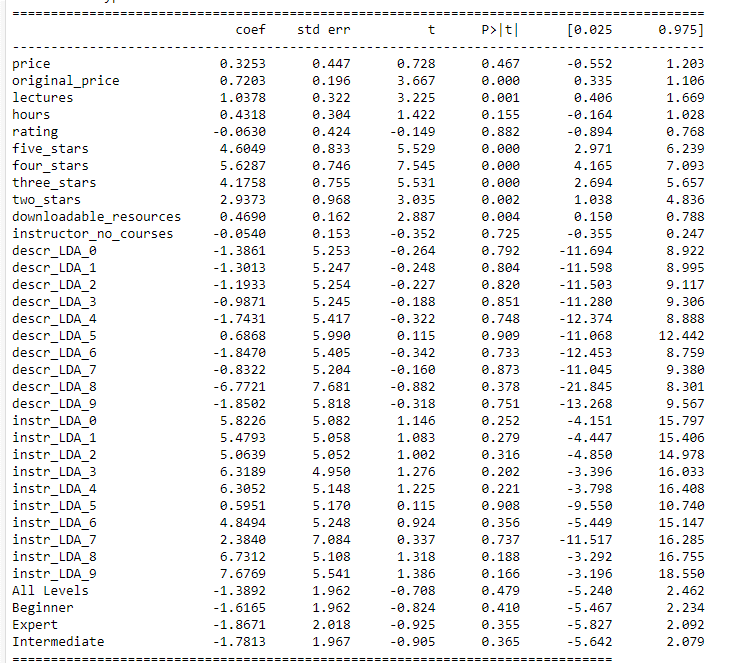 ==========================================================================================
coef std err t P>|t| [0.025 0.975]
------------------------------------------------------------------------------------------
price 0.3253 0.447 0.728 0.467 -0.552 1.203
original_price 0.7203 0.196 3.667 0.000 0.335 1.106
lectures 1.0378 0.322 3.225 0.001 0.406 1.669
hours 0.4318 0.304 1.422 0.155 -0.164 1.028
rating -0.0630 0.424 -0.149 0.882 -0.894 0.768
five_stars 4.6049 0.833 5.529 0.000 2.971 6.239
four_stars 5.6287 0.746 7.545 0.000 4.165 7.093
three_stars 4.1758 0.755 5.531 0.000 2.694 5.657
two_stars 2.9373 0.968 3.035 0.002 1.038 4.836
downloadable_resources 0.4690 0.162 2.887 0.004 0.150 0.788
instructor_no_courses -0.0540 0.153 -0.352 0.725 -0.355 0.247
descr_LDA_0 -1.3861 5.253 -0.264 0.792 -11.694 8.922
descr_LDA_1 -1.3013 5.247 -0.248 0.804 -11.598 8.995
descr_LDA_2 -1.1933 5.254 -0.227 0.820 -11.503 9.117
descr_LDA_3 -0.9871 5.245 -0.188 0.851 -11.280 9.306
descr_LDA_4 -1.7431 5.417 -0.322 0.748 -12.374 8.888
descr_LDA_5 0.6868 5.990 0.115 0.909 -11.068 12.442
descr_LDA_6 -1.8470 5.405 -0.342 0.733 -12.453 8.759
descr_LDA_7 -0.8322 5.204 -0.160 0.873 -11.045 9.380
descr_LDA_8 -6.7721 7.681 -0.882 0.378 -21.845 8.301
descr_LDA_9 -1.8502 5.818 -0.318 0.751 -13.268 9.567
instr_LDA_0 5.8226 5.082 1.146 0.252 -4.151 15.797
instr_LDA_1 5.4793 5.058 1.083 0.279 -4.447 15.406
instr_LDA_2 5.0639 5.052 1.002 0.316 -4.850 14.978
instr_LDA_3 6.3189 4.950 1.276 0.202 -3.396 16.033
instr_LDA_4 6.3052 5.148 1.225 0.221 -3.798 16.408
instr_LDA_5 0.5951 5.170 0.115 0.908 -9.550 10.740
instr_LDA_6 4.8494 5.248 0.924 0.356 -5.449 15.147
instr_LDA_7 2.3840 7.084 0.337 0.737 -11.517 16.285
instr_LDA_8 6.7312 5.108 1.318 0.188 -3.292 16.755
instr_LDA_9 7.6769 5.541 1.386 0.166 -3.196 18.550
All Levels -1.3892 1.962 -0.708 0.479 -5.240 2.462
Beginner -1.6165 1.962 -0.824 0.410 -5.467 2.234
Expert -1.8671 2.018 -0.925 0.355 -5.827 2.092
Intermediate -1.7813 1.967 -0.905 0.365 -5.642 2.079
==============================================================================